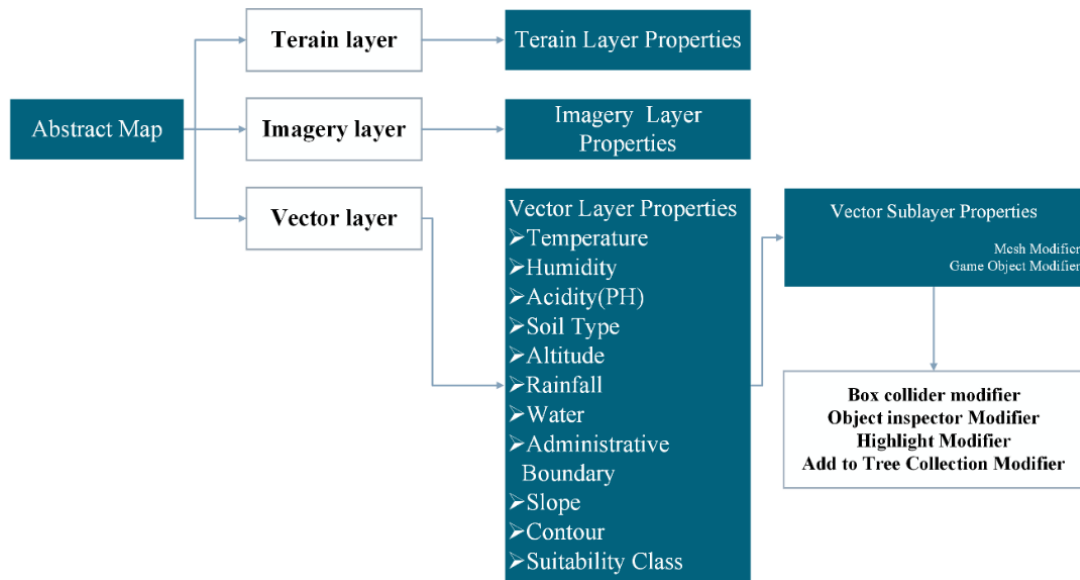 Abstract Map
Terain layer
Terain Layer Properties
Imagery layer
Imagery Layer
Properties
Vector layer
Vector Layer Properties
➢Temperature
➢Humidity
➢Acidity(PH)
➢Soil Type
➢Altitude
➢Rainfall
➢Water
➢Administrative
Boundary
➢Slope
➢Contour
➢Suitability Class
Vector Sublayer Properties
Mesh Modifier
Game Object Modifier
Box collider modifier
Object inspector Modifier
Highlight Modifier
Add to Tree Collection Modifier